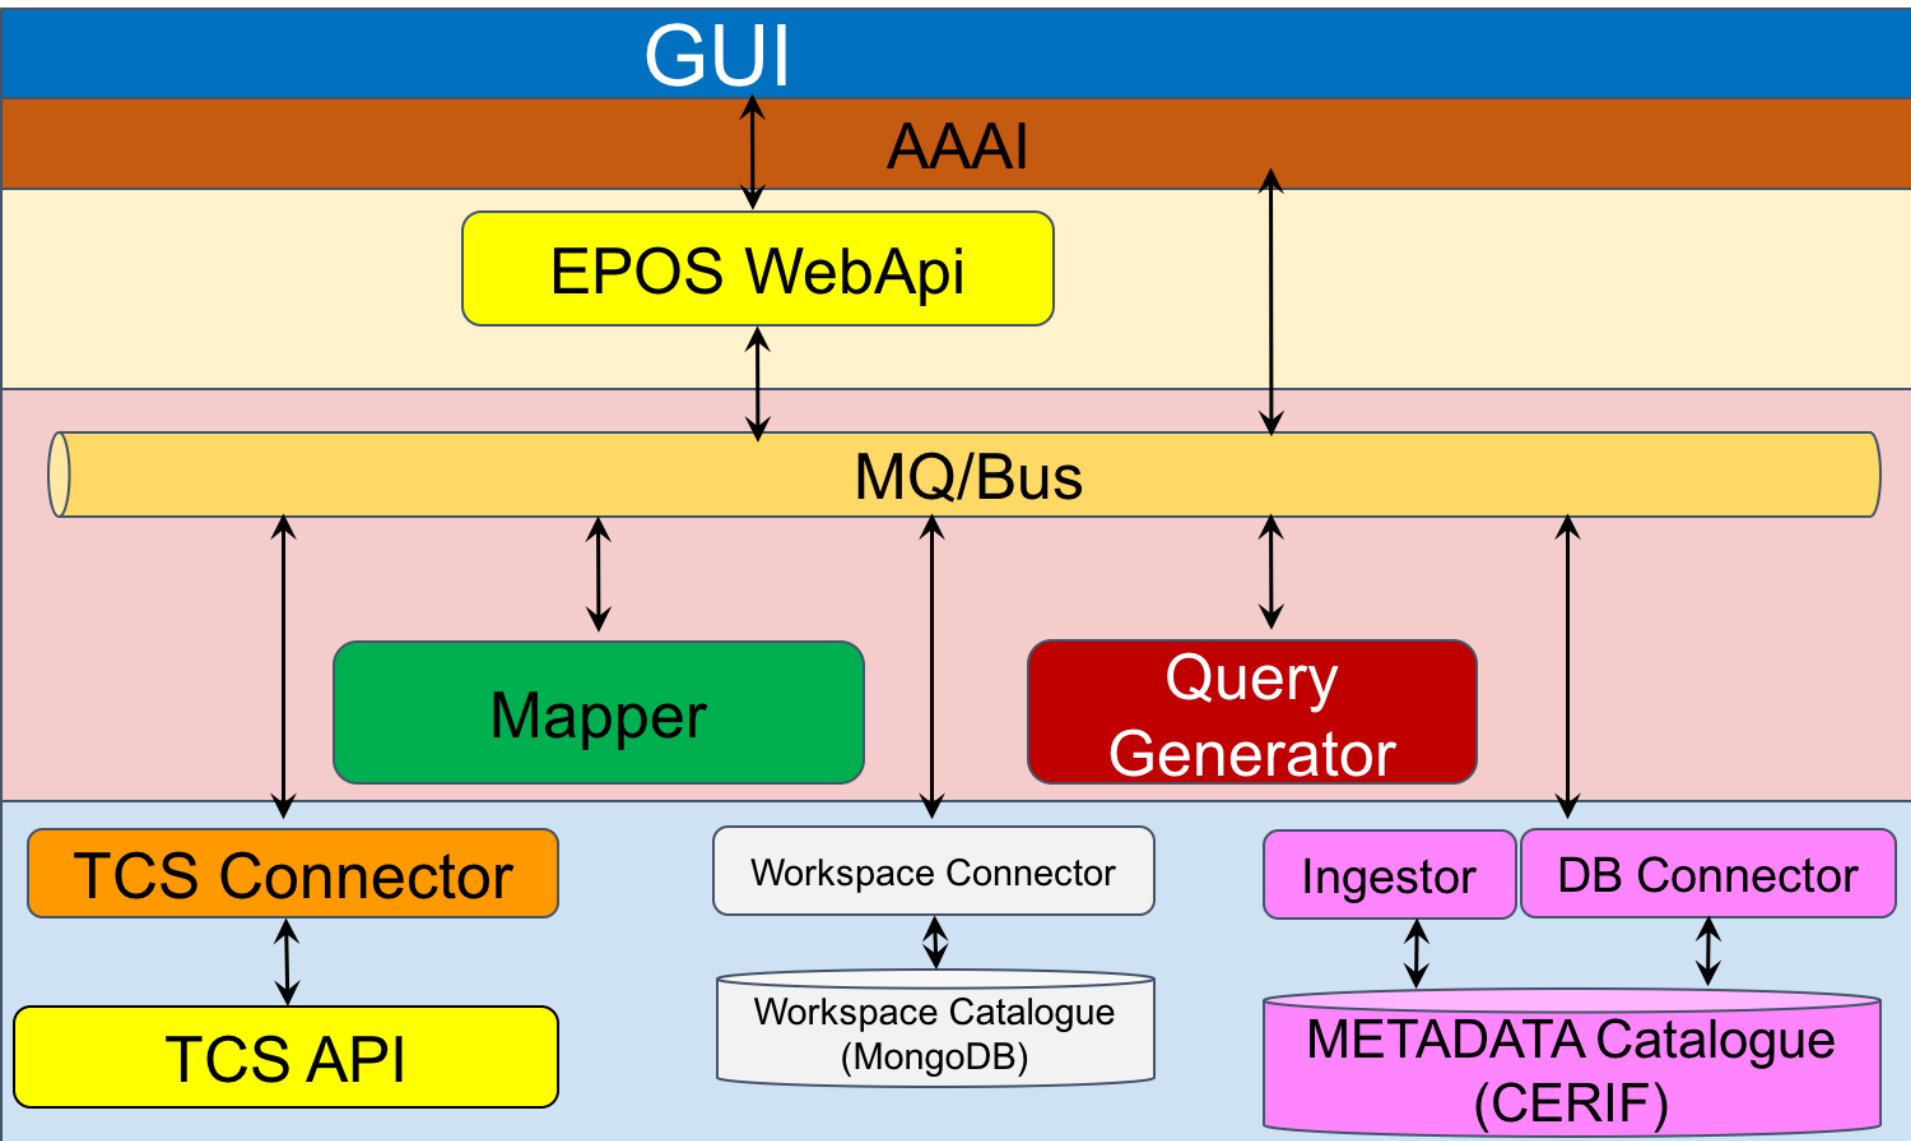 GUI
AAAI
EPOS WebApi
MQ/Bus
Mapper
Query
Generator
TCS Connector
Workspace Connector
Ingestor
DB Connector
TCS API
Workspace Catalogue
(MongoDB)
METADATA Catalogue
(CERIF)